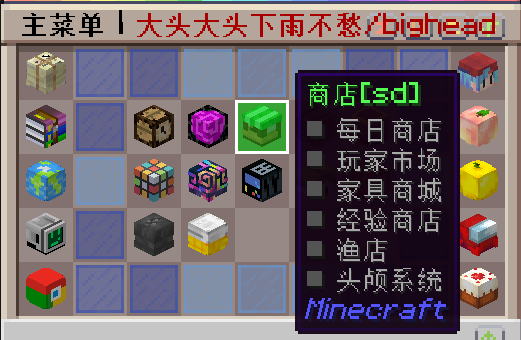 主菜单 | 大头大头下雨不愁/bighead
商店[sd]
每日商店
玩家市场
家具商城
经验商店
渔店
头颅系统
Minecraft